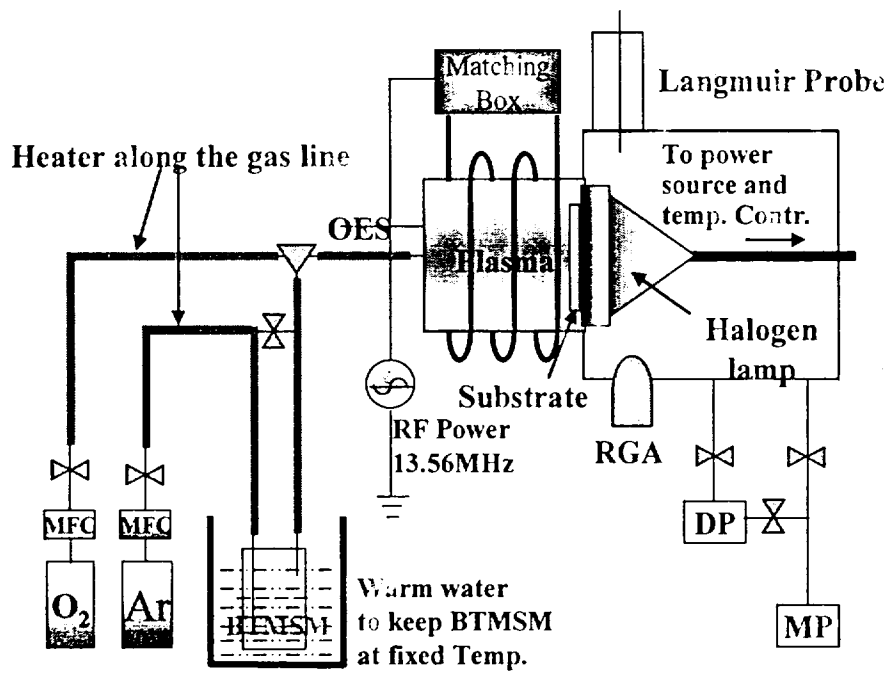 Matching
Box
Langmuir Probe
Heater along the gas line
To power
source and
temp. Contr.
OES
Plasma
Halogen
lamp
Substrate
RF Power
13.56MHz
RGA
MFC
MFC
DP
O₂
Ar
BTMSM
Warm water
to keep BTMSM
at fixed Temp.
MP